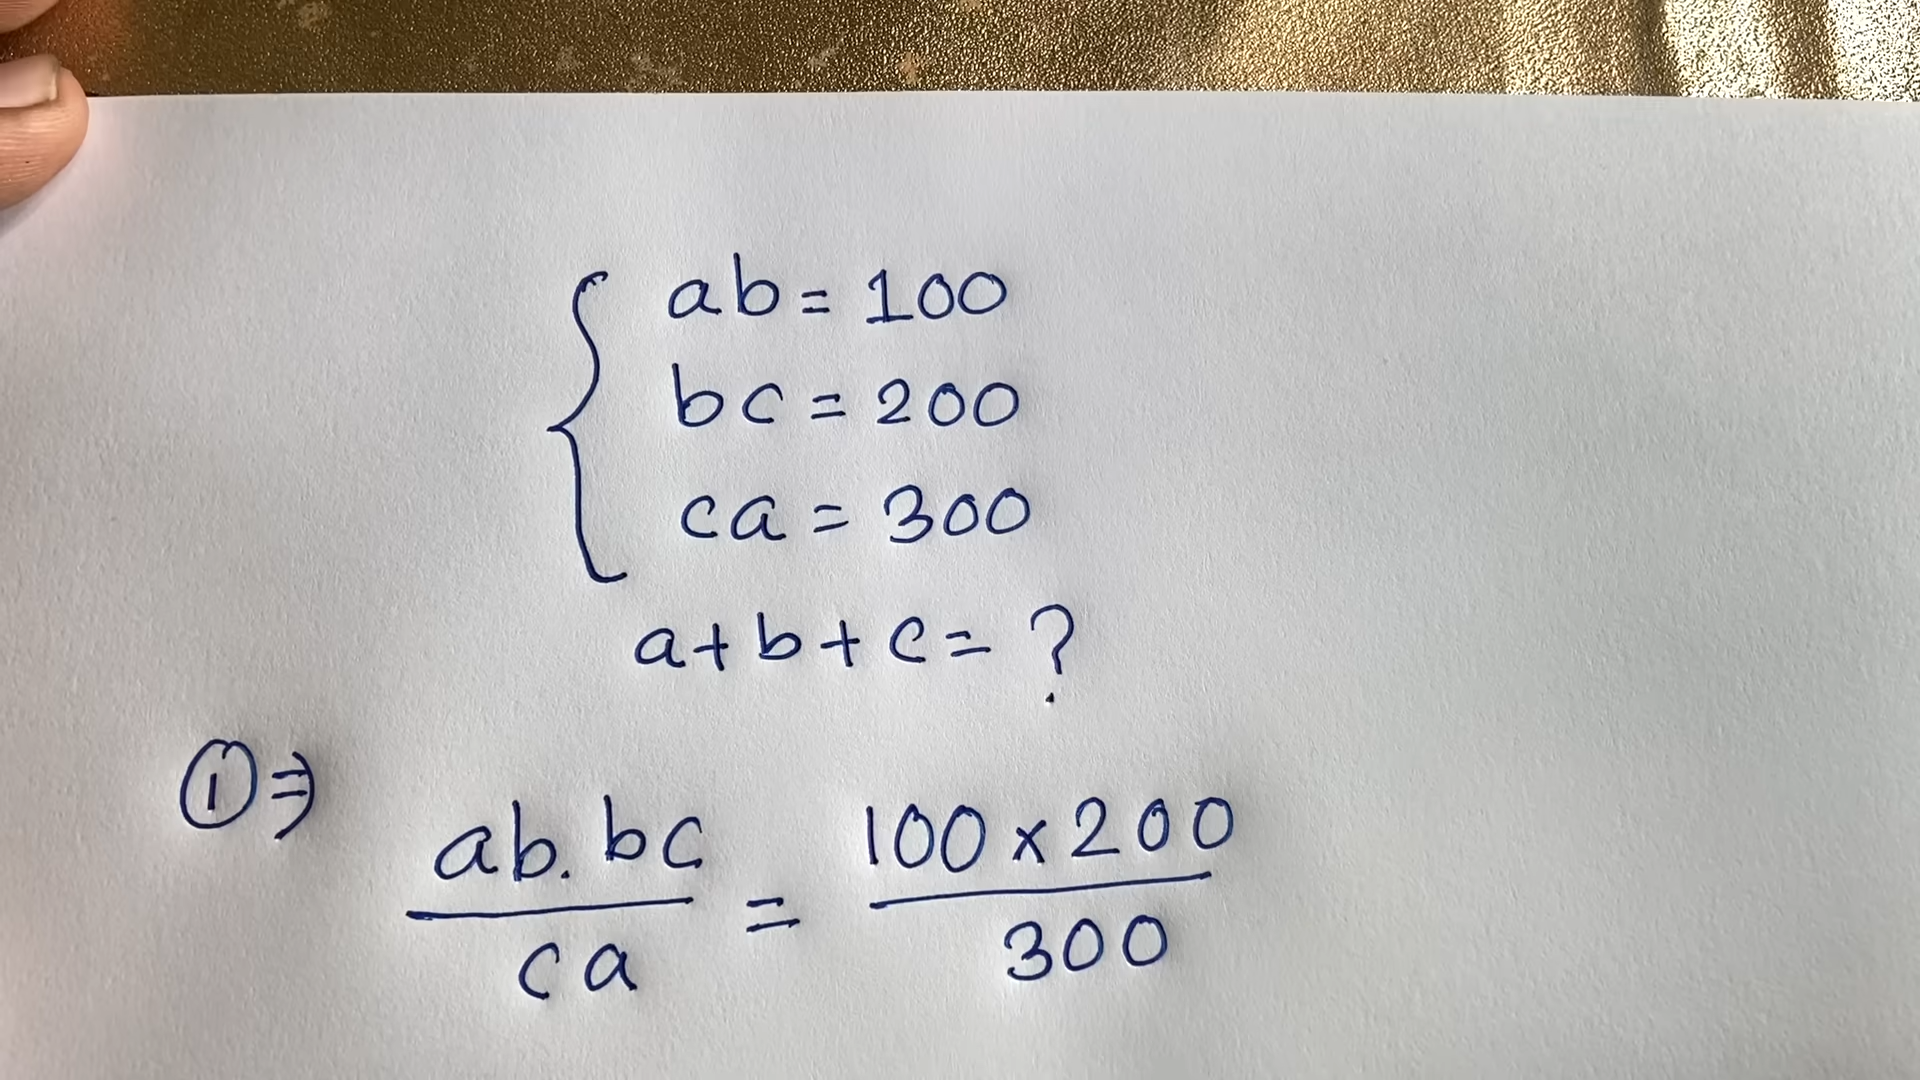 ab = 100
bc = 200
ca = 300
a + b + c = ?
① ⇒
ab . bc / ca = 100 × 200 / 300